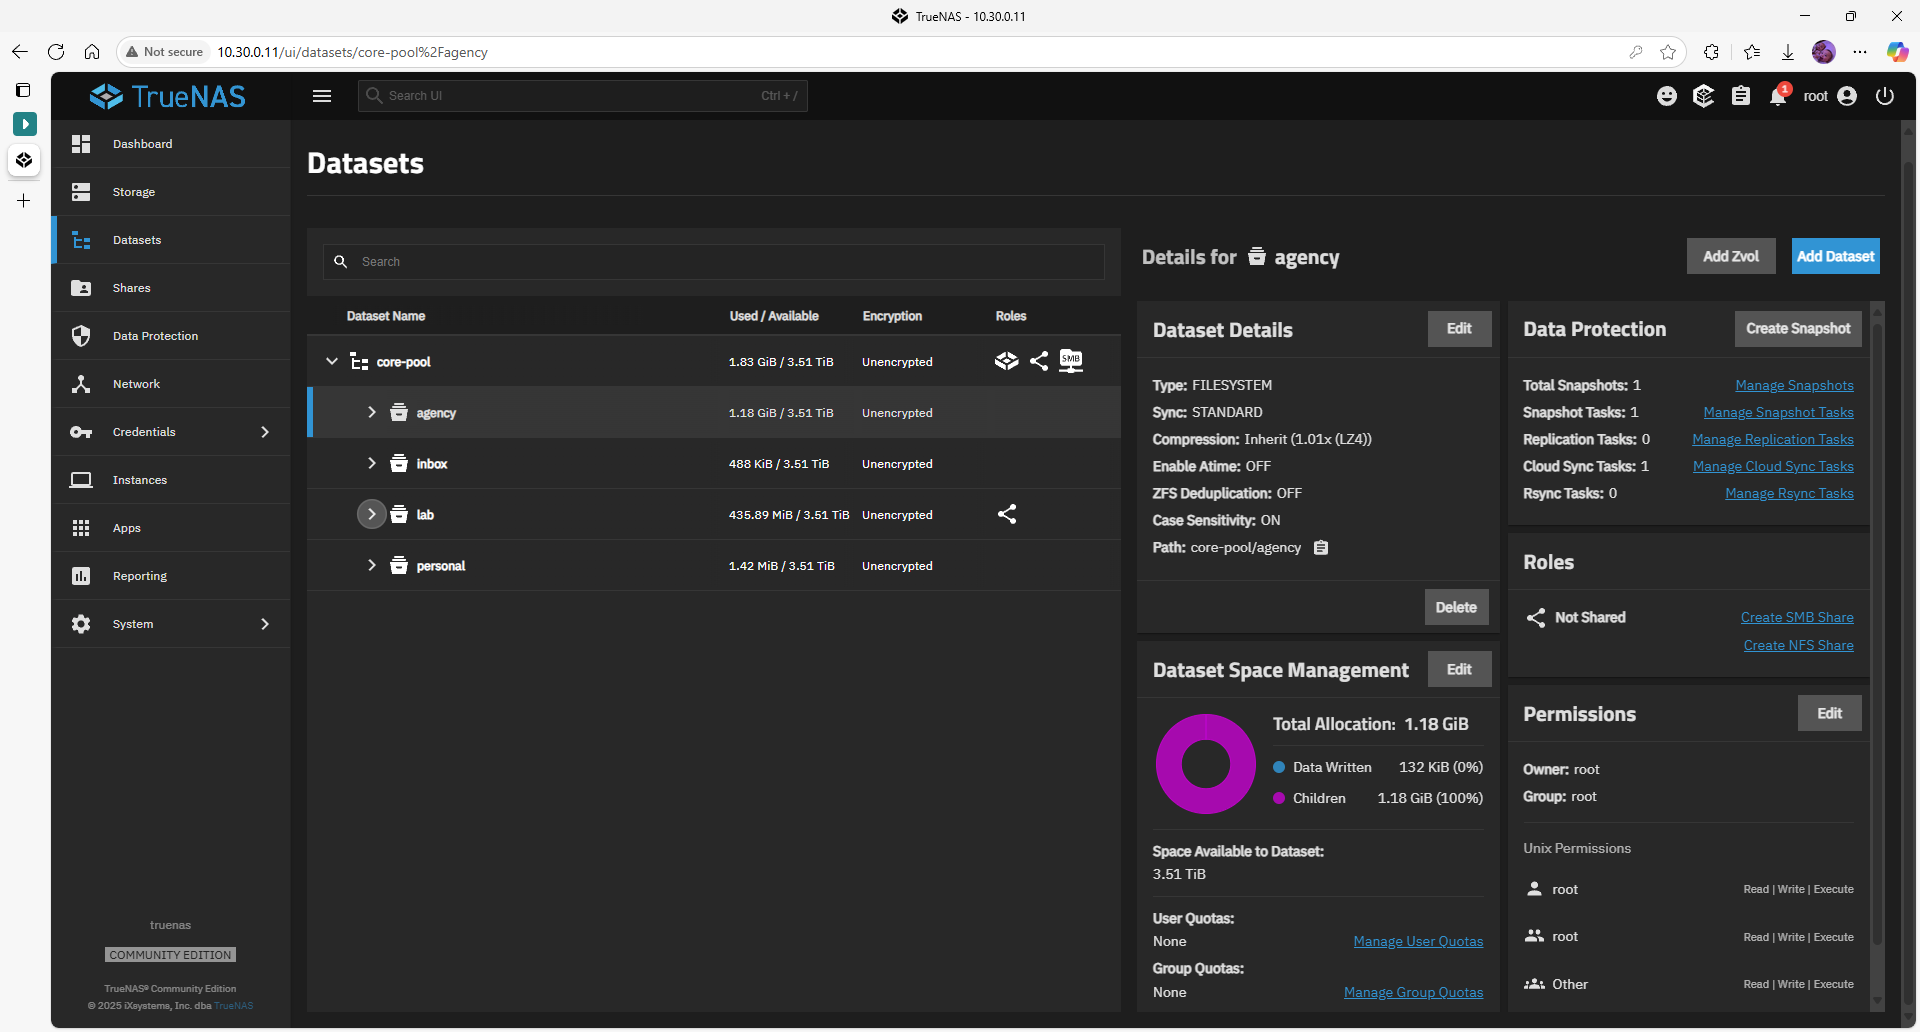 TrueNAS - 10.30.0.11
Not secure 10.30.0.11/ui/datasets/core-pool%2Fagency
TrueNAS
Search UI Ctrl + /
1
root
Dashboard
Storage
Datasets
Shares
Data Protection
Network
Credentials
Instances
Apps
Reporting
System
truenas
COMMUNITY EDITION
TrueNAS® Community Edition
© 2025 iXsystems, Inc. dba TrueNAS
Datasets
Search
Dataset Name Used / Available Encryption Roles
core-pool 1.83 GiB / 3.51 TiB Unencrypted SMB
agency 1.18 GiB / 3.51 TiB Unencrypted
inbox 488 KiB / 3.51 TiB Unencrypted
lab 435.89 MiB / 3.51 TiB Unencrypted
personal 1.42 MiB / 3.51 TiB Unencrypted
Details for agency
Add Zvol Add Dataset
Dataset Details Edit
Type: FILESYSTEM
Sync: STANDARD
Compression: Inherit (1.01x (LZ4))
Enable Atime: OFF
ZFS Deduplication: OFF
Case Sensitivity: ON
Path: core-pool/agency
Delete
Dataset Space Management Edit
Total Allocation: 1.18 GiB
Data Written 132 KiB (0%)
Children 1.18 GiB (100%)
Space Available to Dataset:
3.51 TiB
User Quotas:
None Manage User Quotas
Group Quotas:
None Manage Group Quotas
Data Protection Create Snapshot
Total Snapshots: 1 Manage Snapshots
Snapshot Tasks: 1 Manage Snapshot Tasks
Replication Tasks: 0 Manage Replication Tasks
Cloud Sync Tasks: 1 Manage Cloud Sync Tasks
Rsync Tasks: 0 Manage Rsync Tasks
Roles
Not Shared Create SMB Share
Create NFS Share
Permissions Edit
Owner: root
Group: root
Unix Permissions
root Read | Write | Execute
root Read | Write | Execute
Other Read | Write | Execute